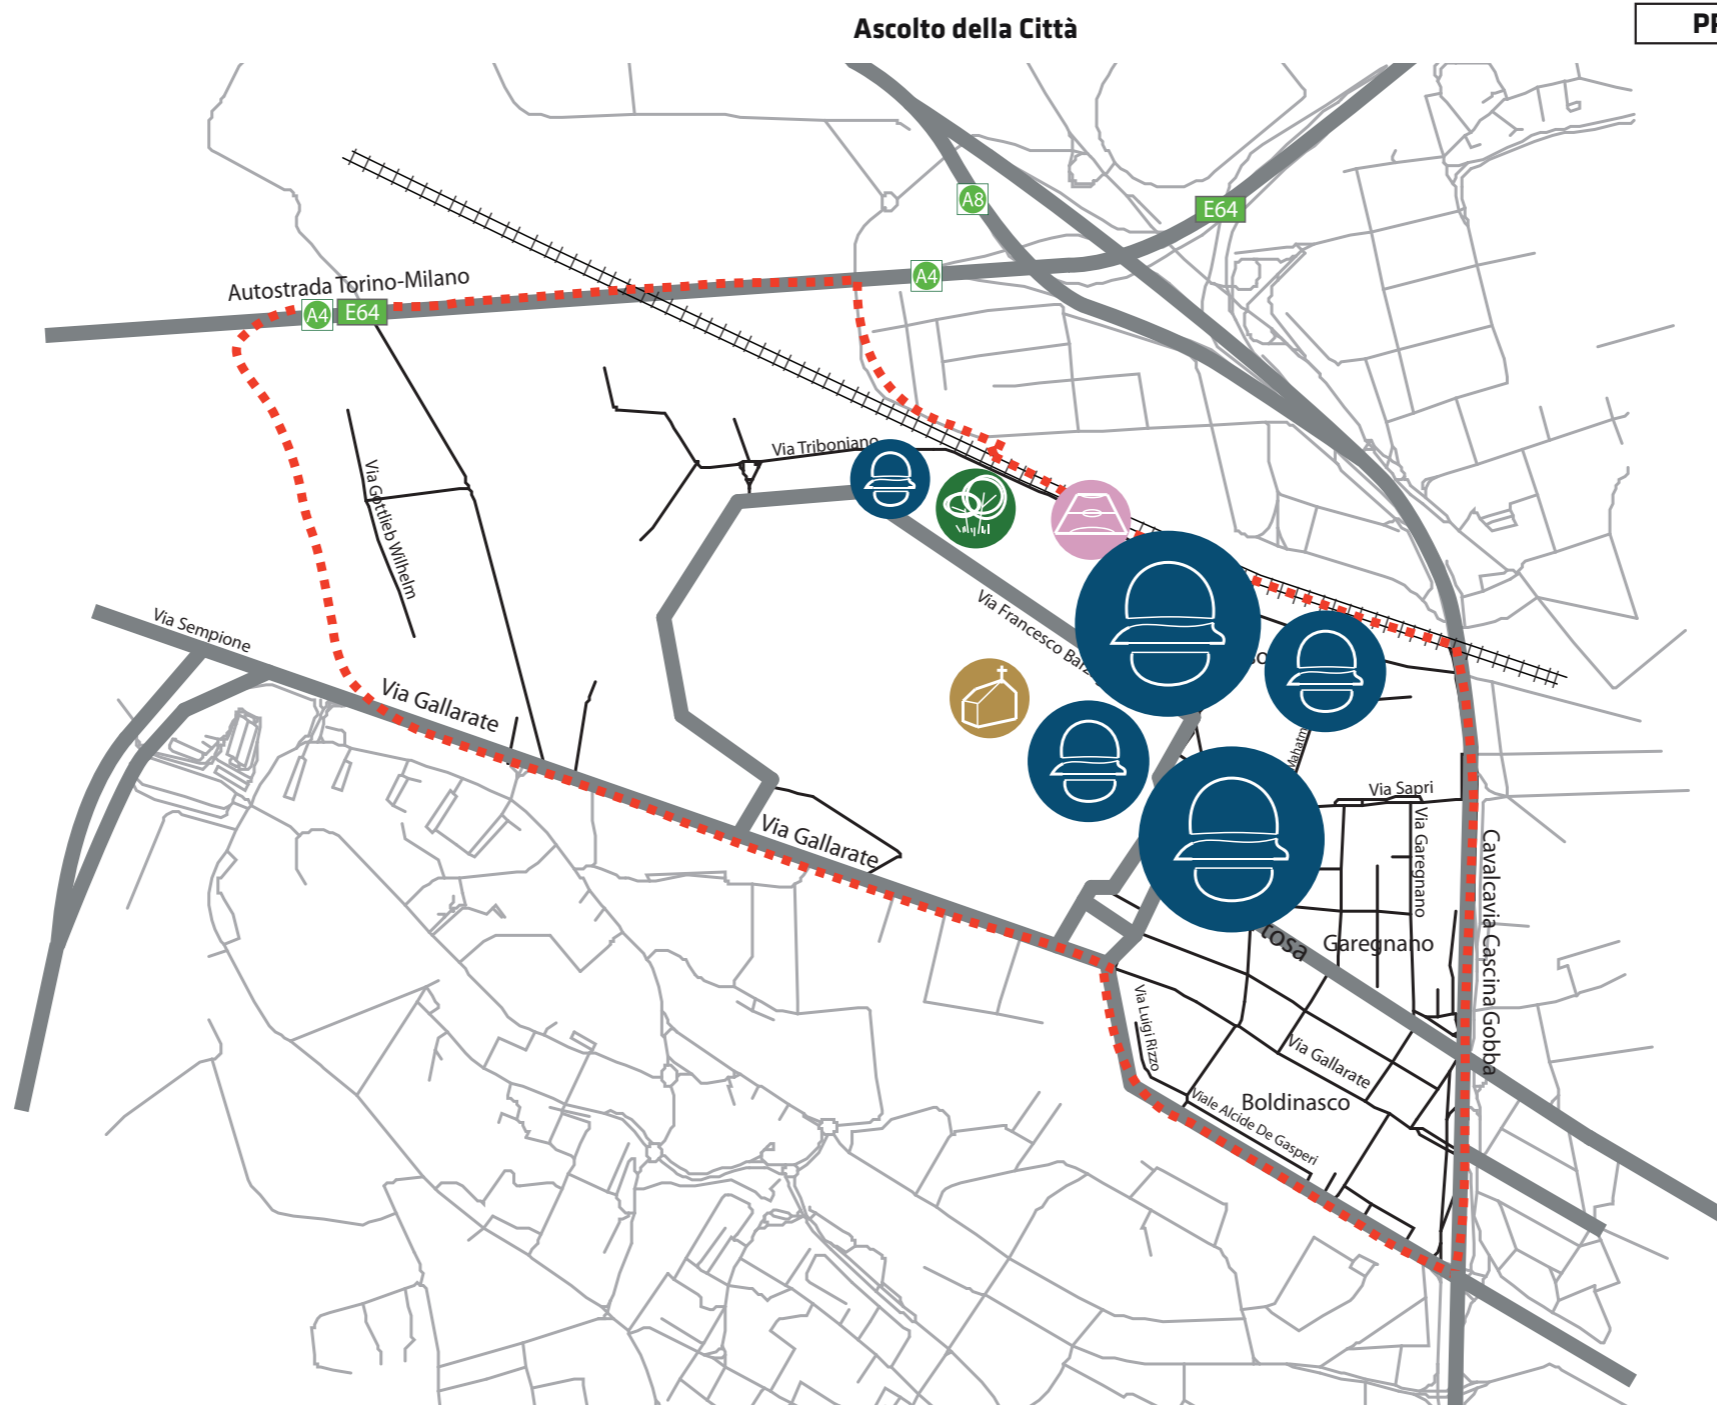 Ascolto della Città
A8
E64
A4
Autostrada Torino-Milano
A4
E64
Via Triboniano
Via Gottlieb Wilhelm
Via Sempione
Via Francesco
Via Gallarate
Via Sapri
Via Gallarate
Via Garegnano
Cavalcavia Cascina Gobba
Garegnano
Via Luigi Rizzo
Via Gallarate
Boldinasco
Viale Alcide De Gasperi